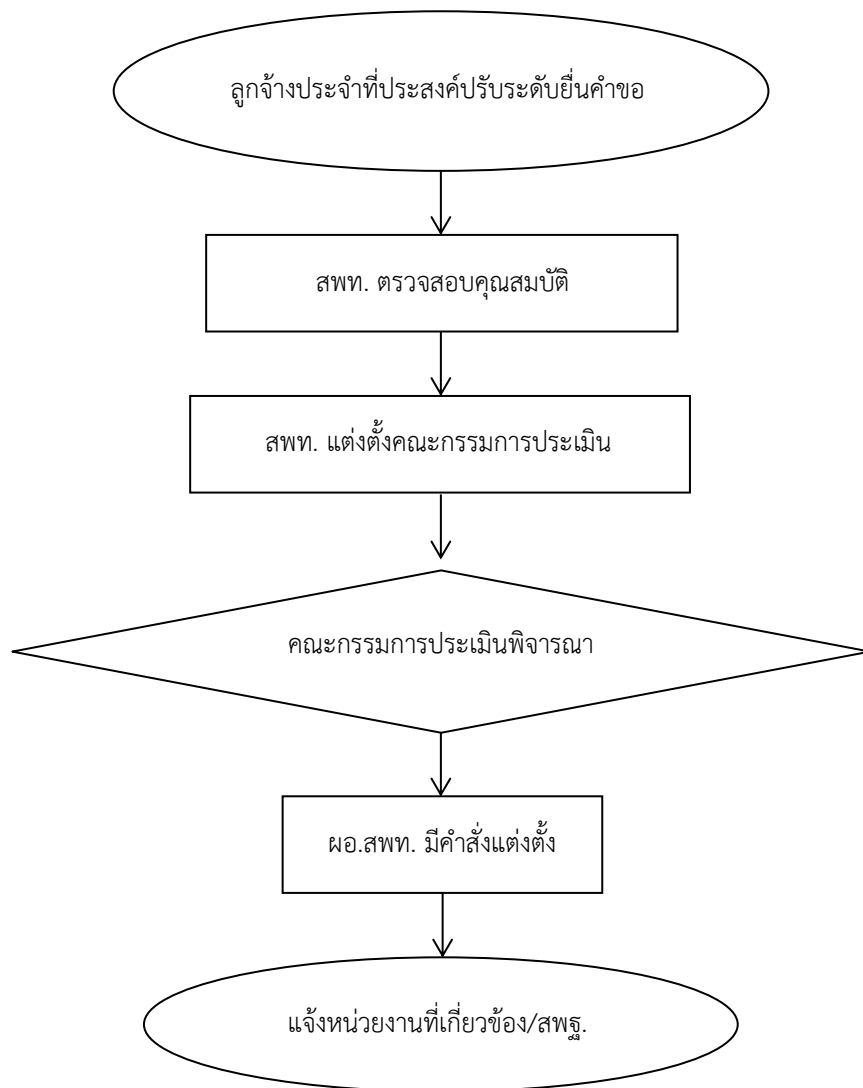 ลูกจ้างประจำที่ประสงค์ปรับระดับยื่นคำขอ
สพท. ตรวจสอบคุณสมบัติ
สพท. แต่งตั้งคณะกรรมการประเมิน
คณะกรรมการประเมินพิจารณา
ผอ.สพท. มีคำสั่งแต่งตั้ง
แจ้งหน่วยงานที่เกี่ยวข้อง/สพฐ.